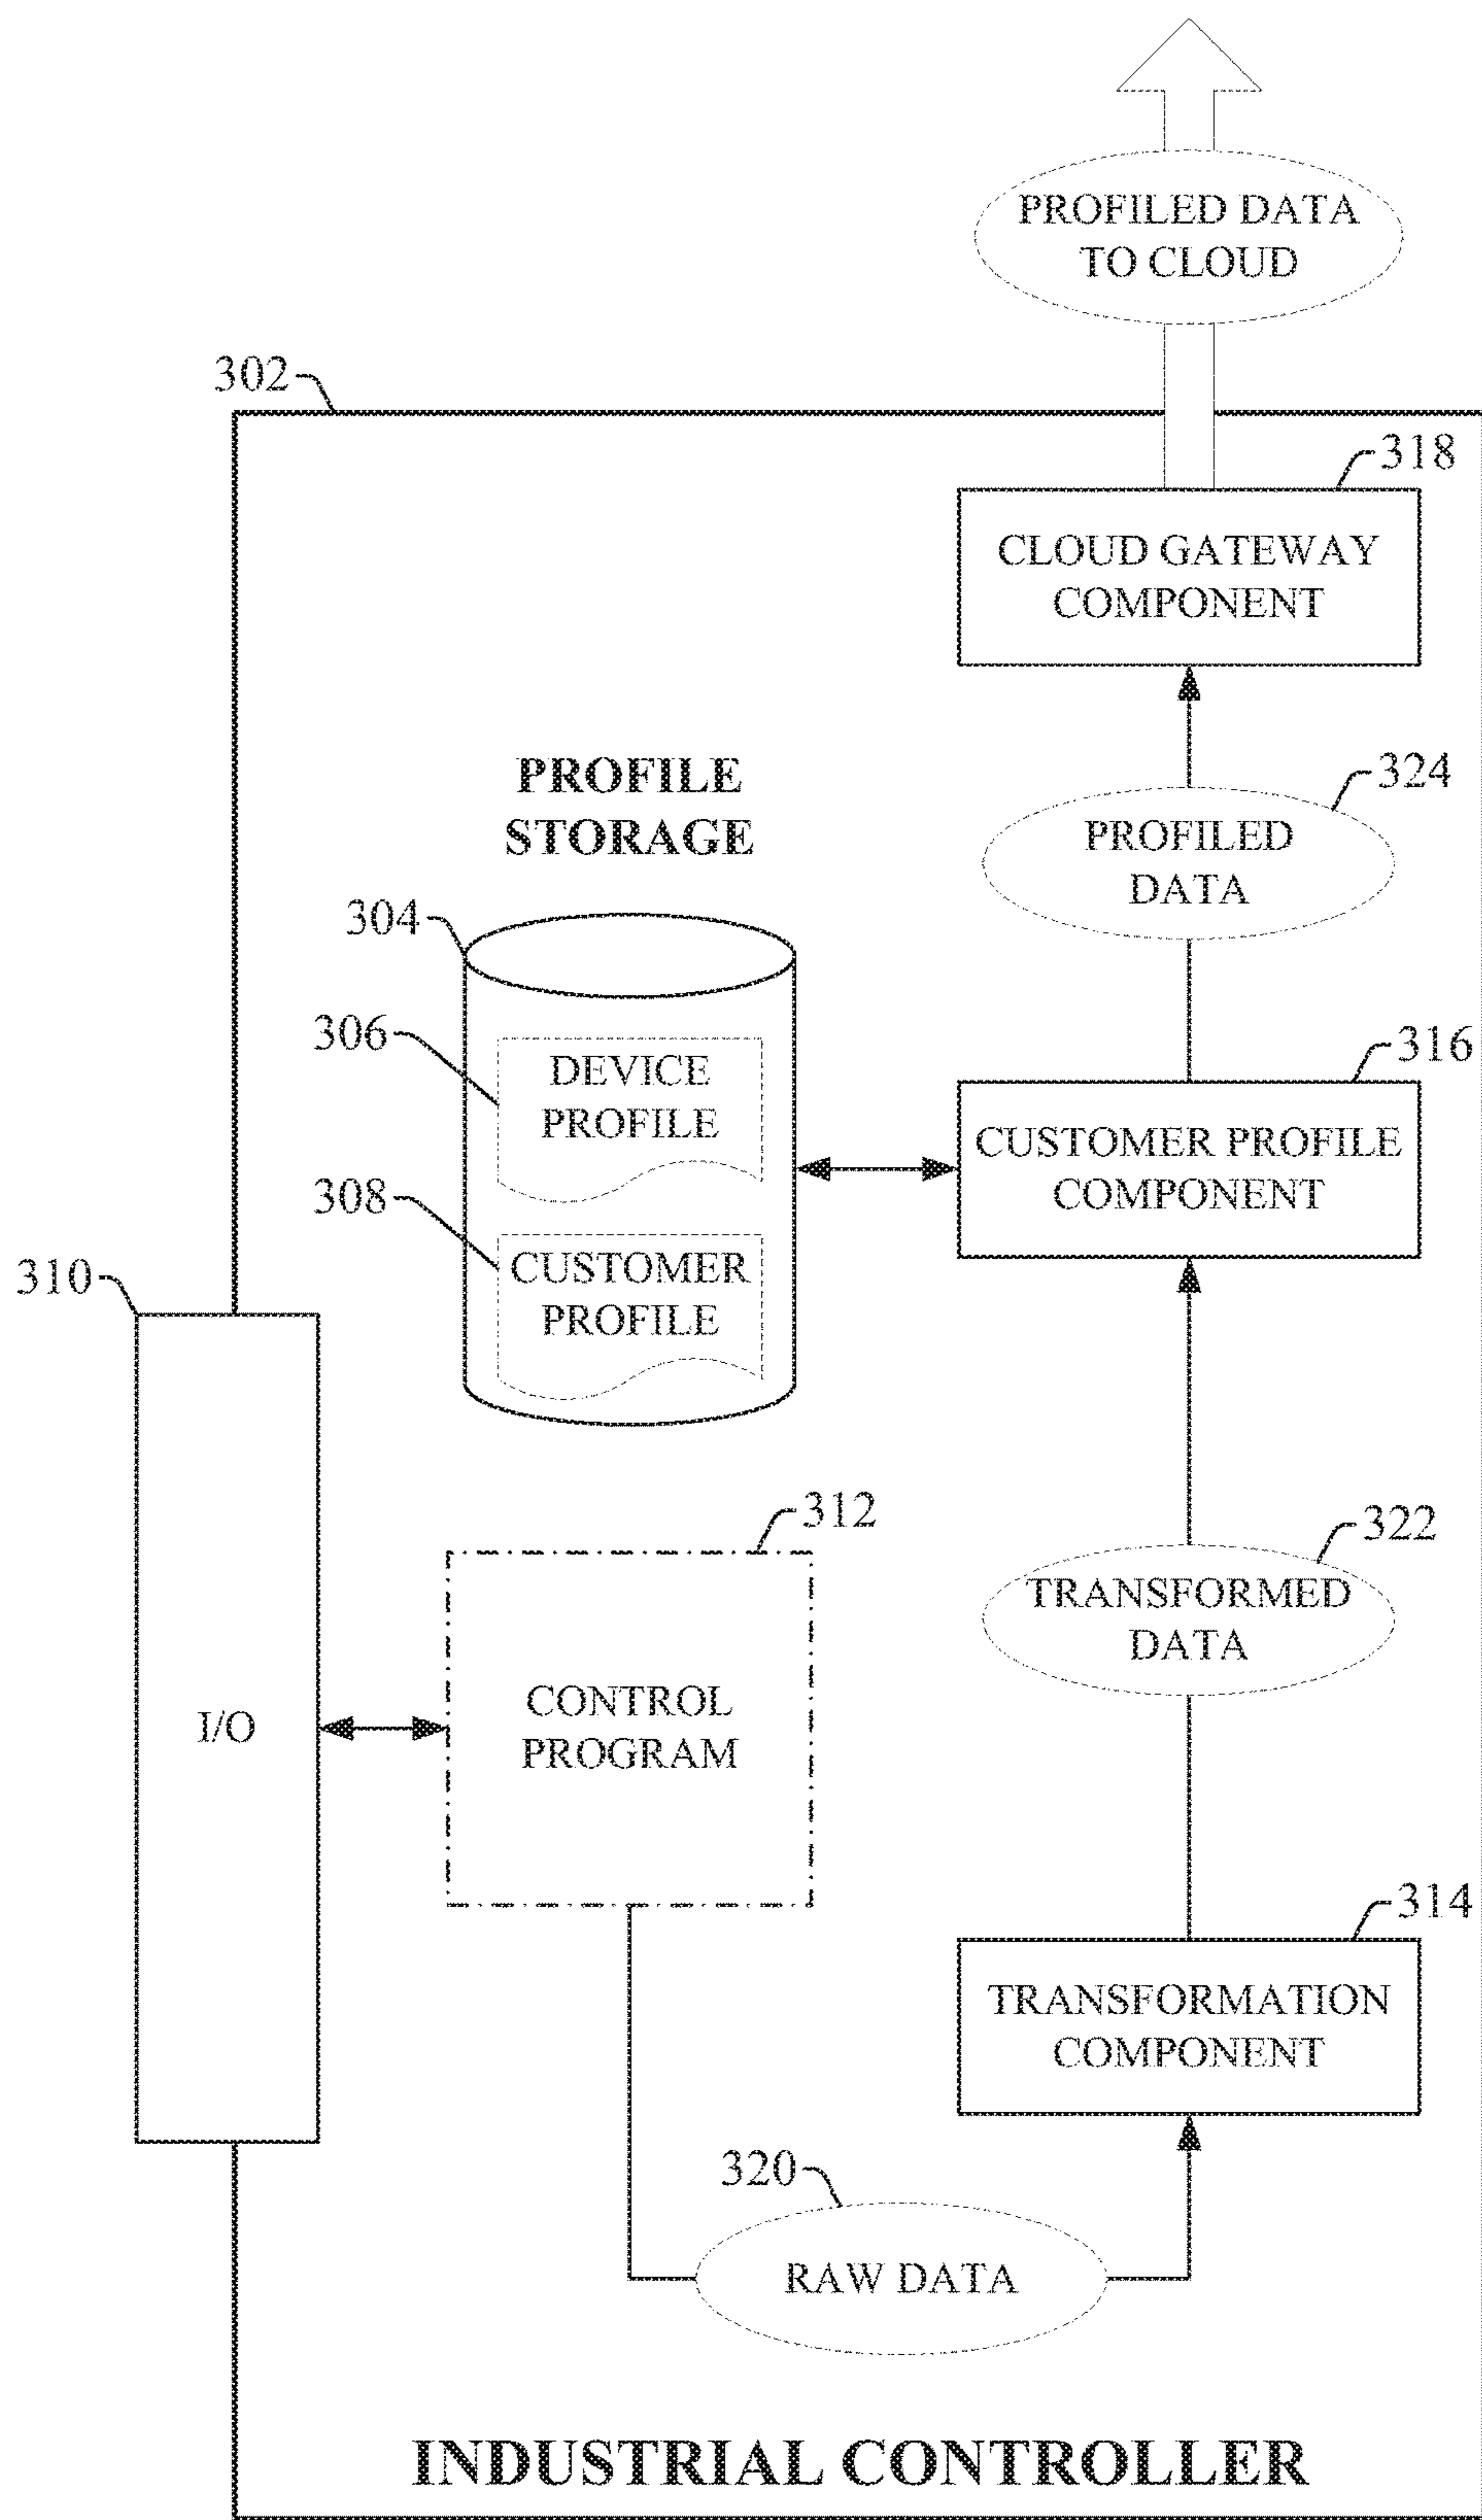 PROFILED DATA
TO CLOUD
302
318
CLOUD GATEWAY
COMPONENT
PROFILE
STORAGE
324
PROFILED
DATA
304
306
DEVICE
PROFILE
316
CUSTOMER PROFILE
COMPONENT
308
CUSTOMER
PROFILE
310
I/O
312
CONTROL
PROGRAM
322
TRANSFORMED
DATA
314
TRANSFORMATION
COMPONENT
320
RAW DATA
INDUSTRIAL CONTROLLER